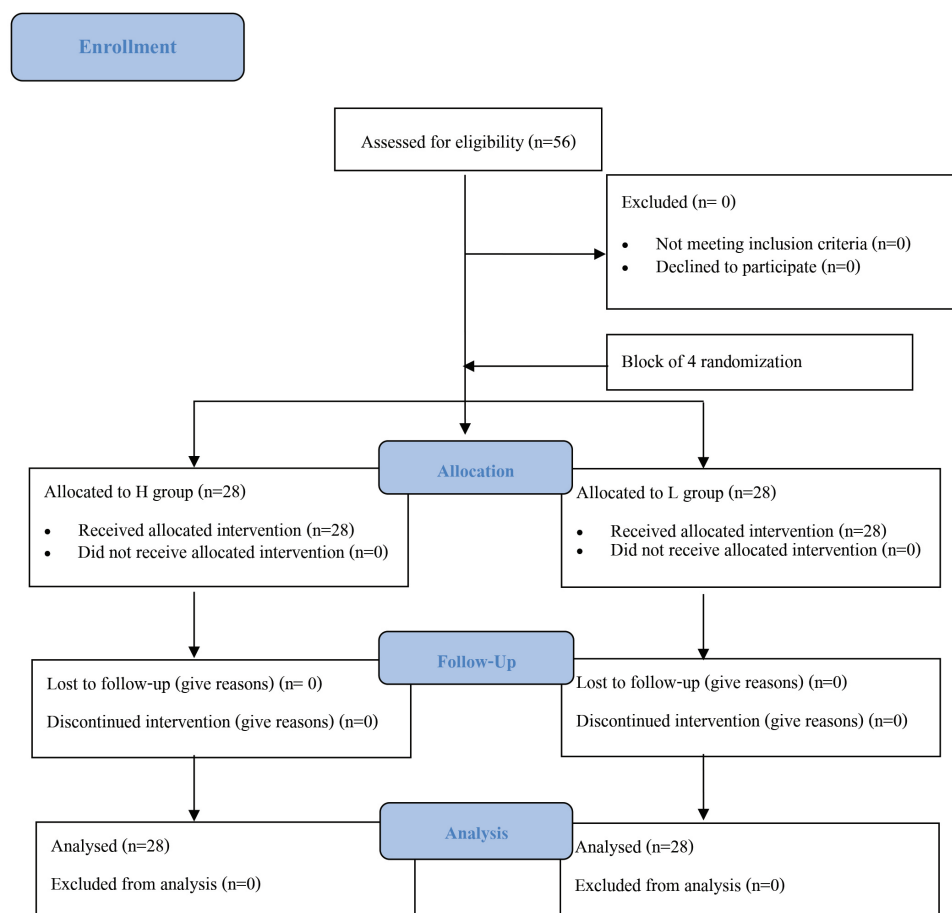 Enrollment
Assessed for eligibility (n=56)
Excluded (n= 0)
• Not meeting inclusion criteria (n=0)
• Declined to participate (n=0)
Block of 4 randomization
Allocation
Allocated to H group (n=28)
• Received allocated intervention (n=28)
• Did not receive allocated intervention (n=0)
Allocated to L group (n=28)
• Received allocated intervention (n=28)
• Did not receive allocated intervention (n=0)
Follow-Up
Lost to follow-up (give reasons) (n= 0)
Discontinued intervention (give reasons) (n=0)
Lost to follow-up (give reasons) (n=0)
Discontinued intervention (give reasons) (n=0)
Analysis
Analysed (n=28)
Excluded from analysis (n=0)
Analysed (n=28)
Excluded from analysis (n=0)